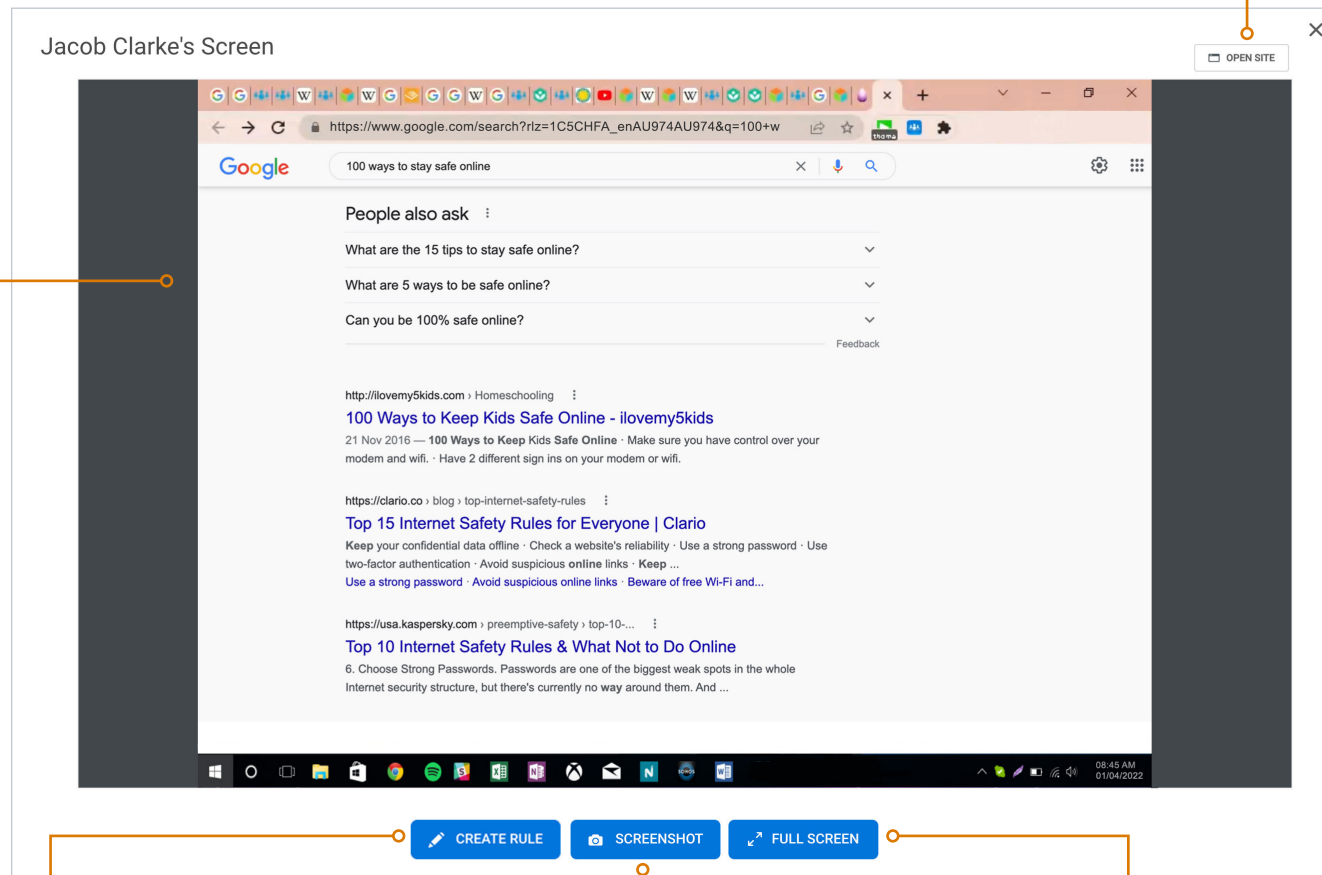 Jacob Clarke's Screen
OPEN SITE
https://www.google.com/search?rlz=1C5CHFA_enAU974AU974&q=100+w
thoma
Google
100 ways to stay safe online
People also ask
What are the 15 tips to stay safe online?
What are 5 ways to be safe online?
Can you be 100% safe online?
Feedback
http://ilovemy5kids.com › Homeschooling
100 Ways to Keep Kids Safe Online - ilovemy5kids
21 Nov 2016 — 100 Ways to Keep Kids Safe Online · Make sure you have control over your
modem and wifi. · Have 2 different sign ins on your modem or wifi.
https://clario.co › blog › top-internet-safety-rules
Top 15 Internet Safety Rules for Everyone | Clario
Keep your confidential data offline · Check a website's reliability · Use a strong password · Use
two-factor authentication · Avoid suspicious online links · Keep ...
Use a strong password · Avoid suspicious online links · Beware of free Wi-Fi and...
https://usa.kaspersky.com › preemptive-safety › top-10-...
Top 10 Internet Safety Rules & What Not to Do Online
6. Choose Strong Passwords. Passwords are one of the biggest weak spots in the whole
Internet security structure, but there's currently no way around them. And ...
SONOS
08:45 AM
01/04/2022
CREATE RULE
SCREENSHOT
FULL SCREEN